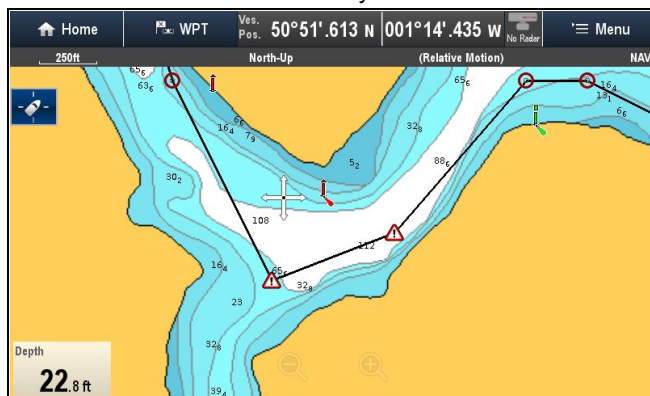 Home
WPT
Ves. Pos. 50°51'.613 N 001°14'.435 W
No Radar
Menu
250ft North-Up (Relative Motion) NAV
65₆
63₆
16₄
6₆
7₉
5₂
32₈
65₆
88₆
16₄
13₁
6₆
30₂
108
112
65₆
32₈
16₄
23
32₈
39₄
Depth
22.8 ft